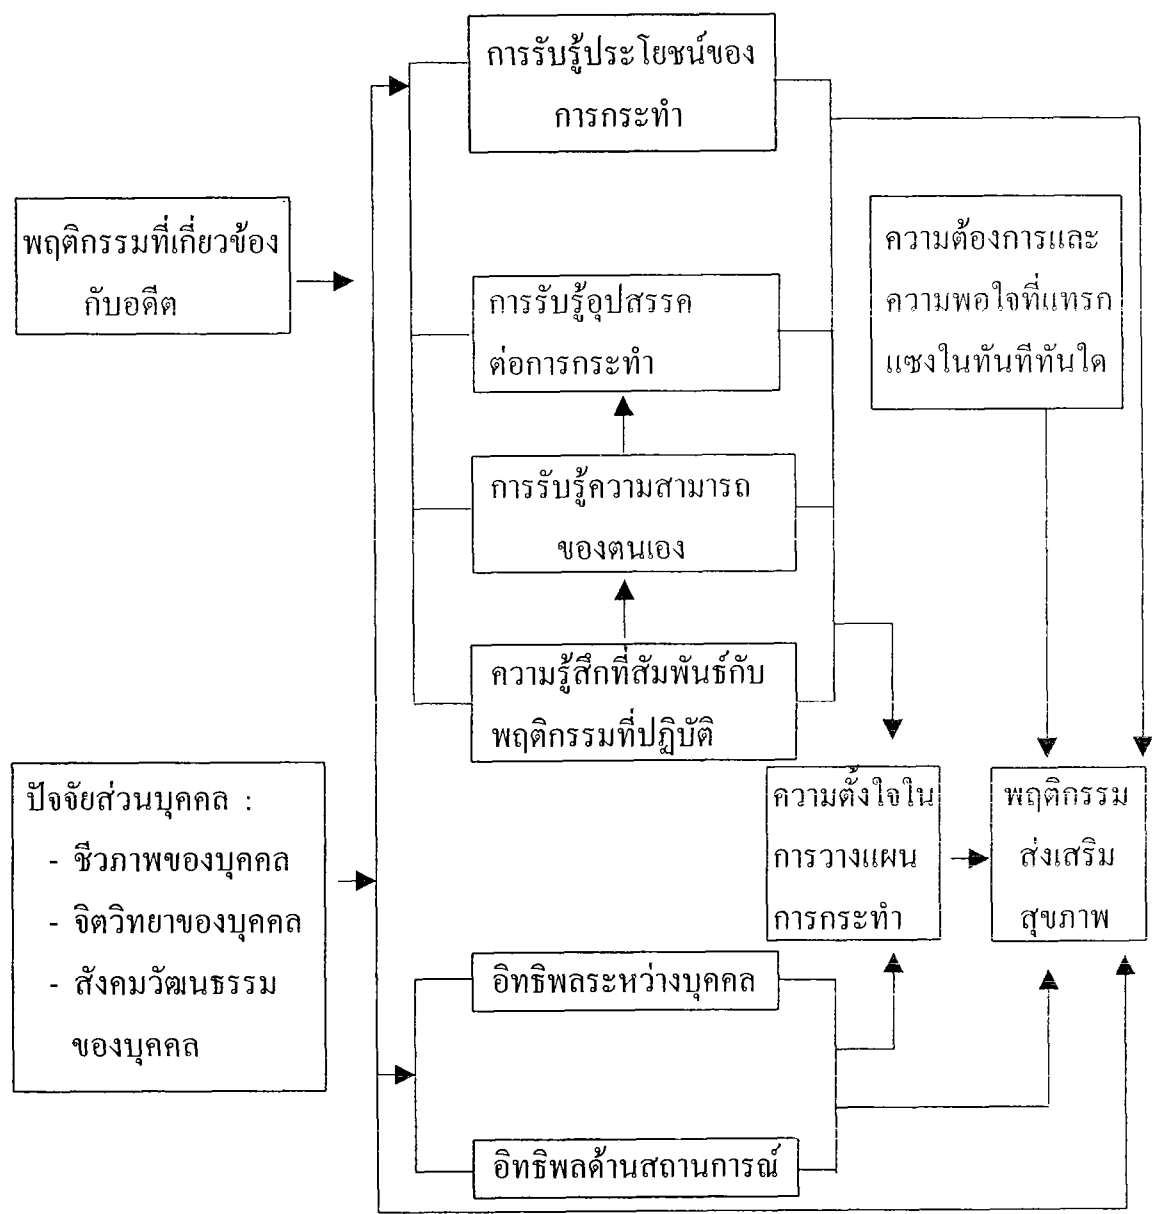 การรับรู้ประโยชน์ของ
การกระทำ
พฤติกรรมที่เกี่ยวข้อง
กับอดีต
ความต้องการและ
ความพอใจที่แทรก
แซงในทันทีทันใด
การรับรู้อุปสรรค
ต่อการกระทำ
การรับรู้ความสามารถ
ของตนเอง
ความรู้สึกที่สัมพันธ์กับ
พฤติกรรมที่ปฏิบัติ
ปัจจัยส่วนบุคคล :
- ชีวภาพของบุคคล
- จิตวิทยาของบุคคล
- สังคมวัฒนธรรม
ของบุคคล
ความตั้งใจใน
การวางแผน
การกระทำ
พฤติกรรม
ส่งเสริม
สุขภาพ
อิทธิพลระหว่างบุคคล
อิทธิพลด้านสถานการณ์